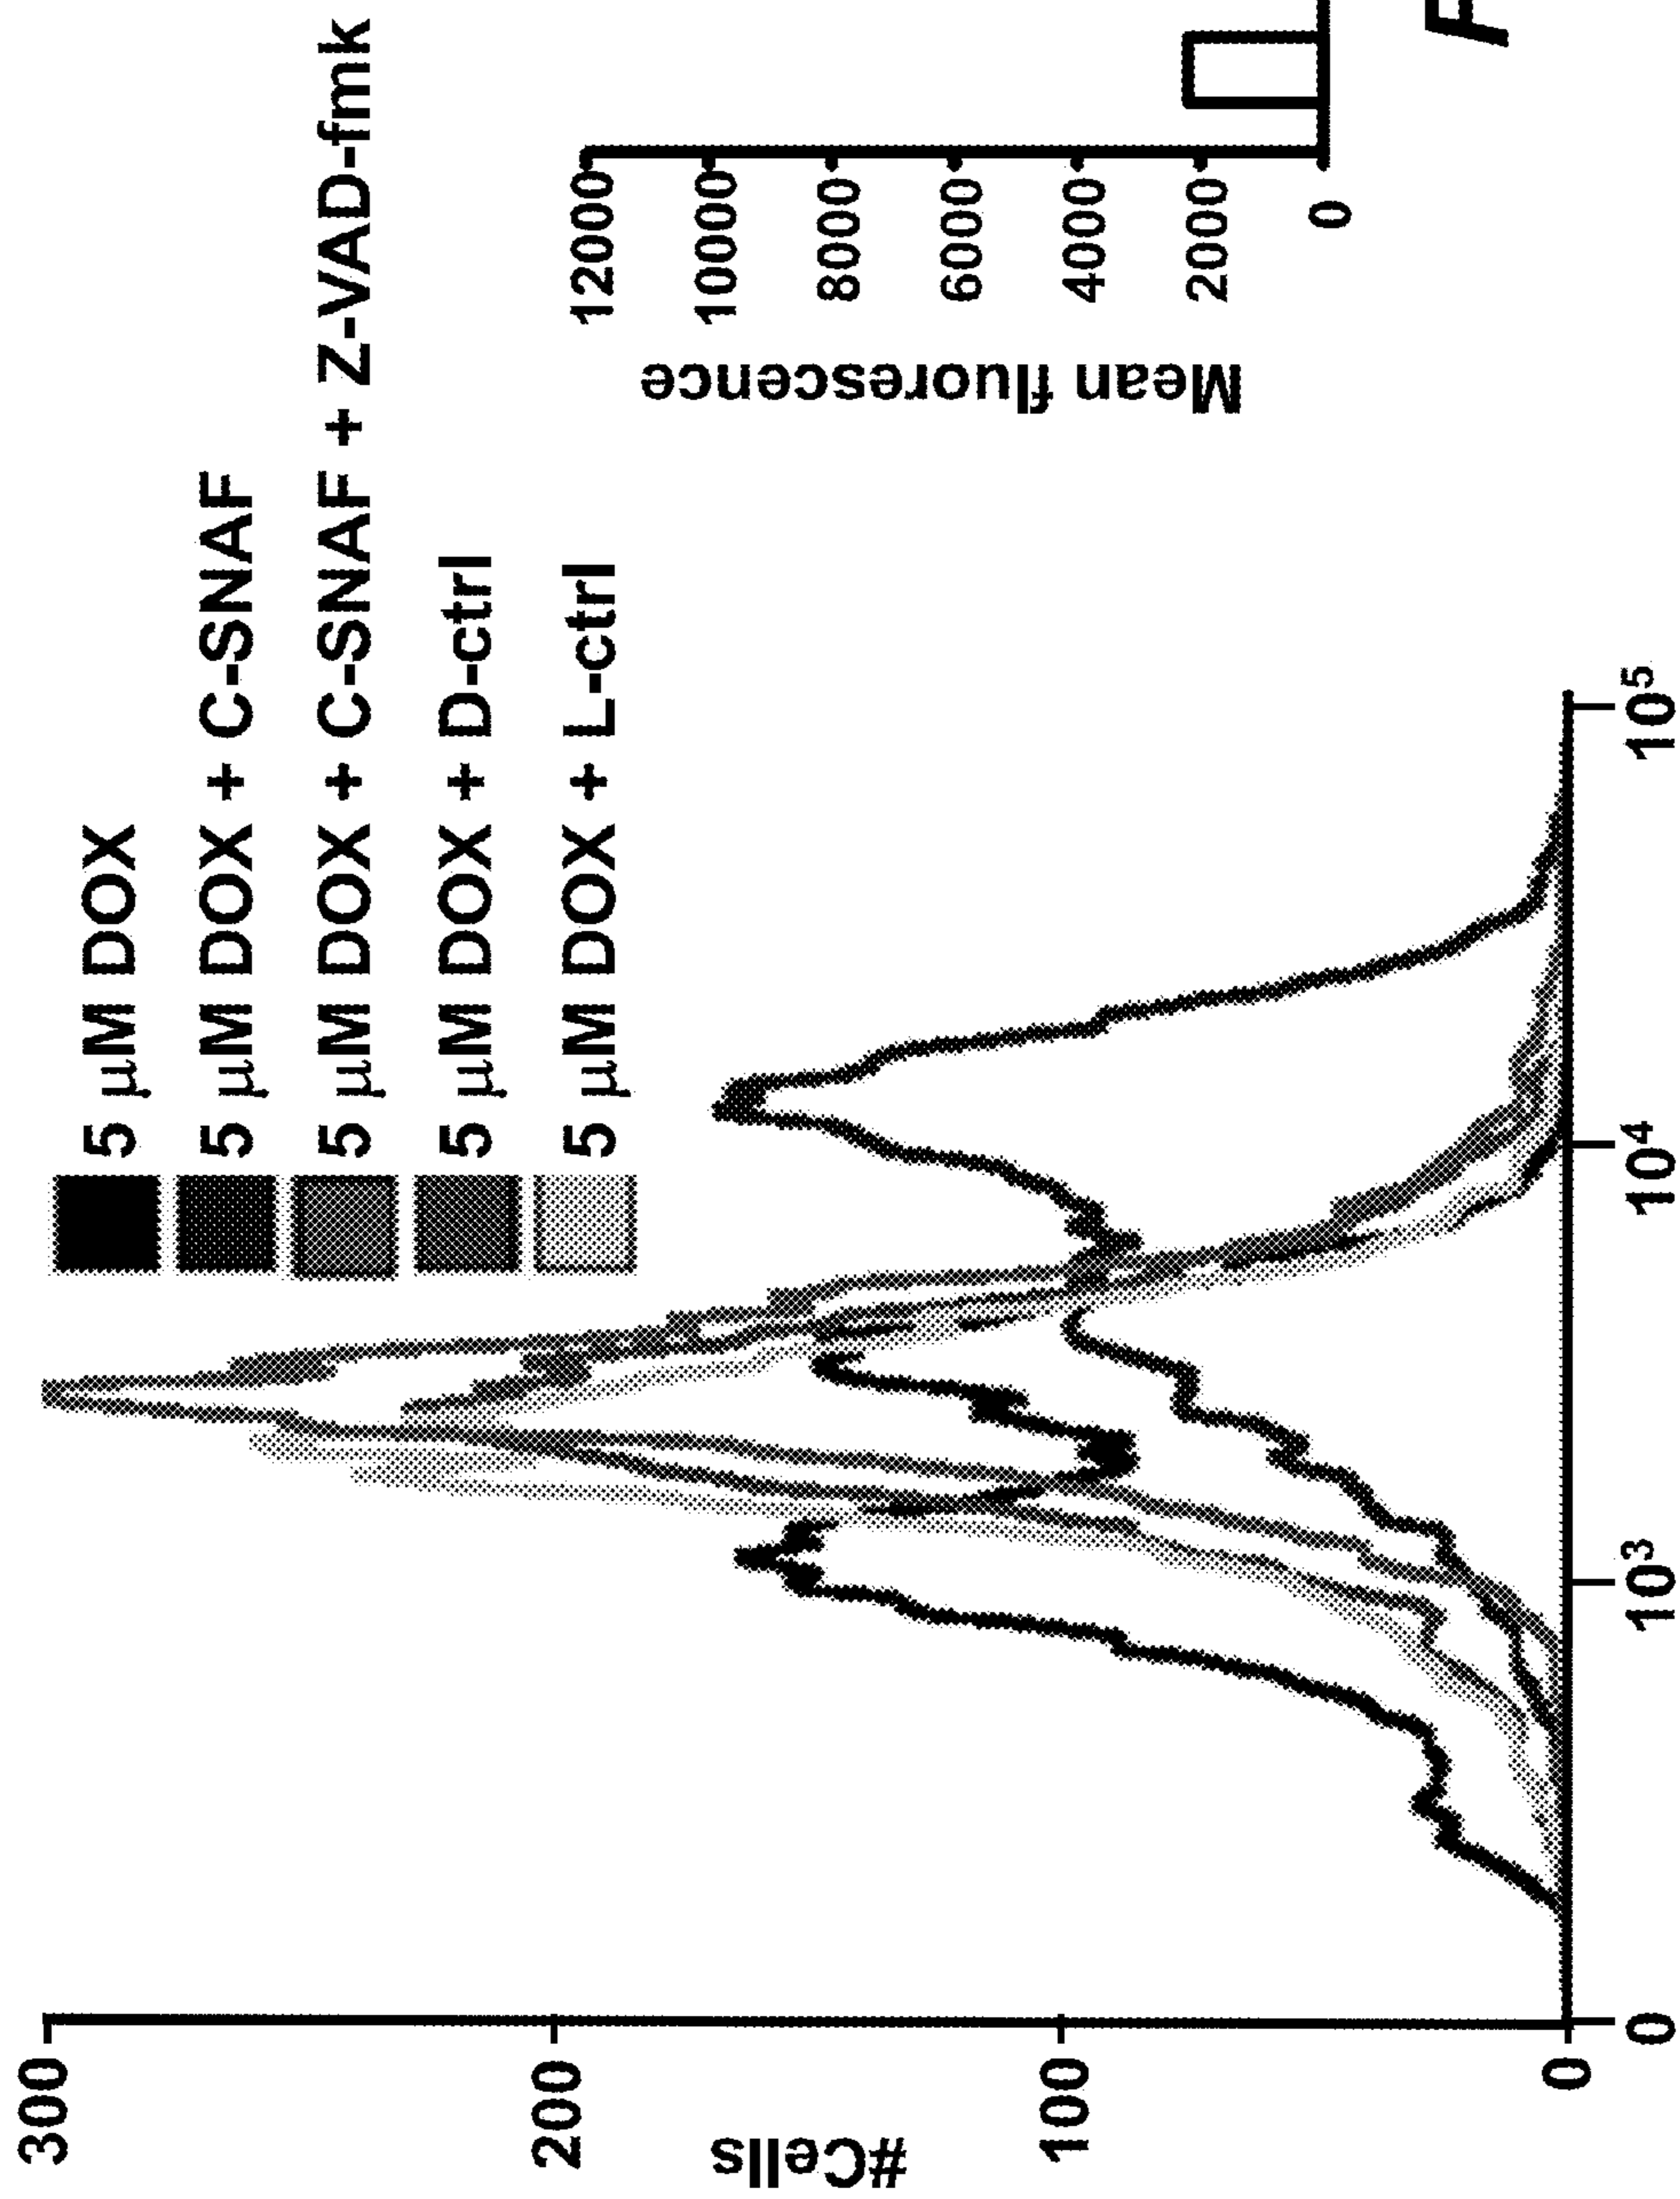 5 μM DOX
5 μM DOX + C-SNAF
5 μM DOX + C-SNAF + Z-VAD-fmk
5 μM DOX + D-ctrl
5 μM DOX + L-ctrl
300
200
100
0
#Cells
0
10³
10⁴
10⁵
12000
10000
8000
6000
4000
2000
0
Mean fluorescence
F